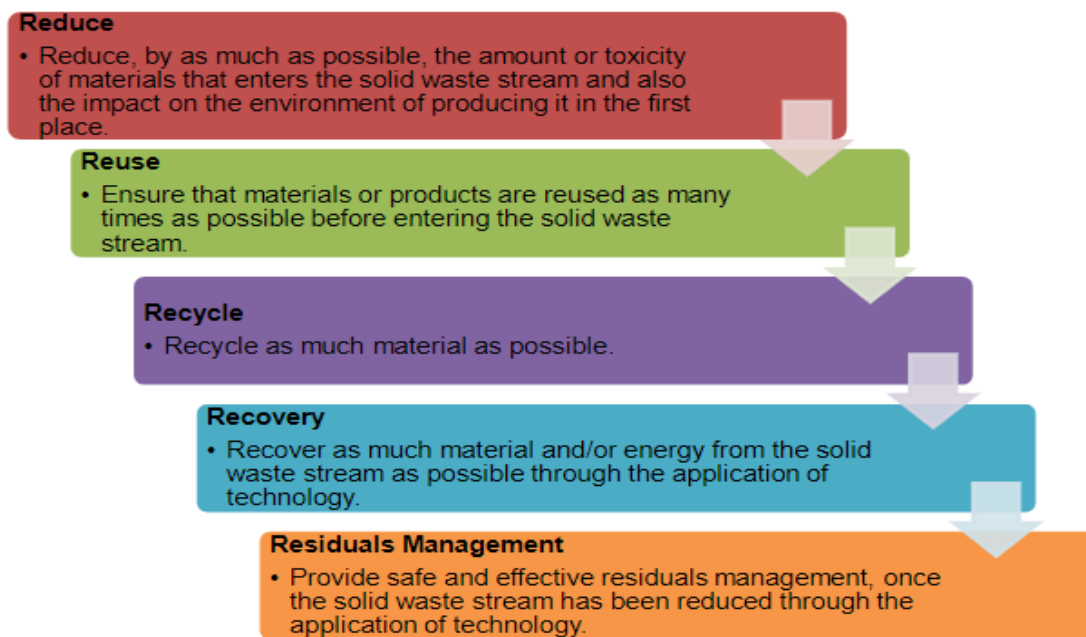 Reduce
• Reduce, by as much as possible, the amount or toxicity
of materials that enters the solid waste stream and also
the impact on the environment of producing it in the first
place.
Reuse
• Ensure that materials or products are reused as many
times as possible before entering the solid waste
stream.
Recycle
• Recycle as much material as possible.
Recovery
• Recover as much material and/or energy from the solid
waste stream as possible through the application of
technology.
Residuals Management
• Provide safe and effective residuals management, once
the solid waste stream has been reduced through the
application of technology.